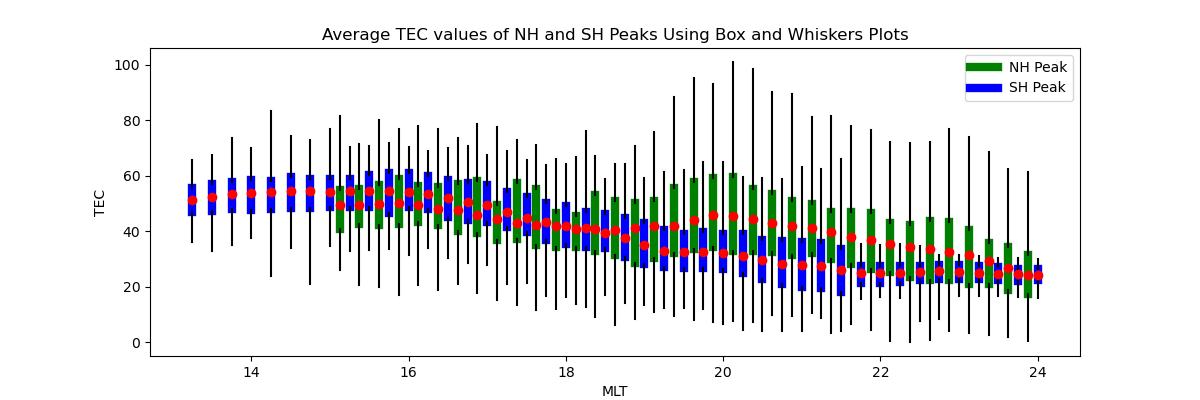 Average TEC values of NH and SH Peaks Using Box and Whiskers Plots
NH Peak
SH Peak
100
80
60
40
20
0
TEC
14 16 18 20 22 24
MLT